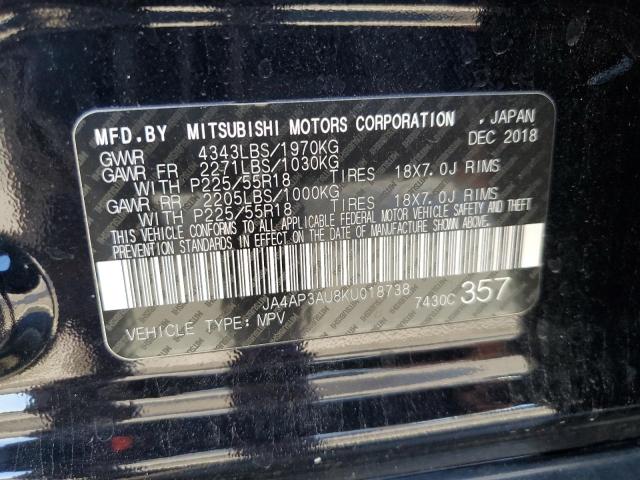 MFD.BY MITSUBISHI MOTORS CORPORATION . JAPAN
GVWR 4343LBS/1970KG DEC 2018
GAWR FR 2271LBS/1030KG
WITH P225/55R18 TIRES 18X7.0J RIMS
GAWR RR 2205LBS/1000KG
WITH P225/55R18 TIRES 18X7.0J RIMS
THIS VEHICLE CONFORMS TO ALL APPLICABLE FEDERAL MOTOR VEHICLE SAFETY AND THEFT
PREVENTION STANDARDS IN EFFECT ON THE DATE OF MANUFACTURE SHOWN ABOVE.
JA4AP3AU8KU018738 7430C 357
VEHICLE TYPE: MPV